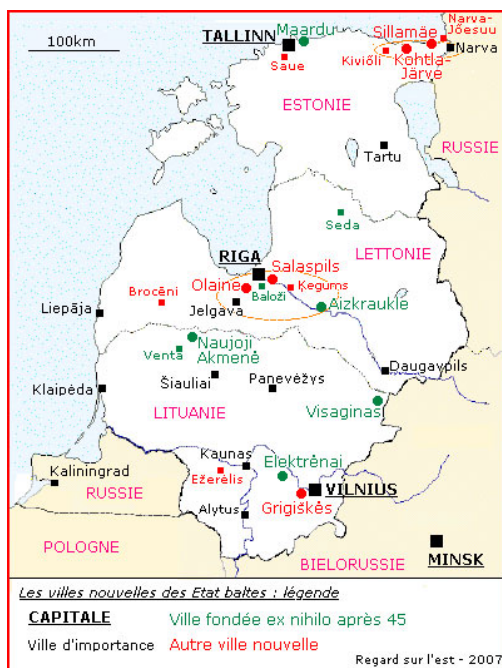 Maardu
Sillamäe
Narva-
Jõesuu
100km
TALLINN
Narva
Saue
Kiviõli
Kohtla-
Järve
ESTONIE
RUSSIE
Tartu
Seda
LETTONIE
RIGA
Salaspils
Olaine
Ķegums
Brocēni
Baloži
Aizkraukle
Liepāja
Jelgava
Naujoji
Akmenė
Venta
Daugavpils
Šiauliai
Panevėžys
Klaipėda
LITUANIE
Visaginas
Kaunas
Elektrėnai
Kaliningrad
Ežerėlis
RUSSIE
VILNIUS
Grigiškės
Alytus
POLOGNE
MINSK
BIELORUSSIE
Les villes nouvelles des Etat baltes : légende
CAPITALE
Ville fondée ex nihilo après 45
Ville d'importance
Autre ville nouvelle
Regard sur l'est - 2007